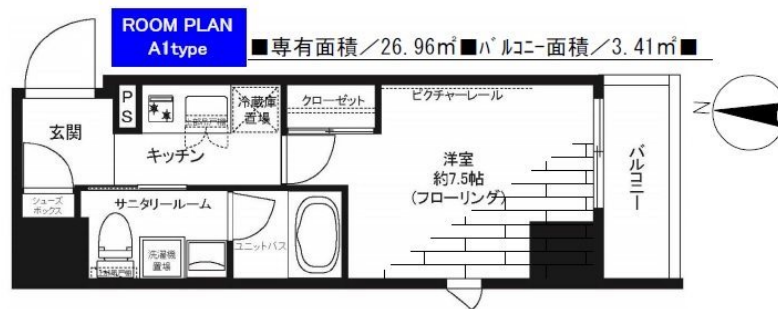 ROOM PLAN
A1type
■専有面積／26.96㎡■バルコニー面積／3.41㎡■
PS
冷蔵庫
置場
クローゼット
ピクチャーレール
N
玄関
キッチン
洋室
約7.5帖
(フローリング)
バルコニー
シューズ
ボックス
サニタリールーム
洗濯機
置場
ユニットバス